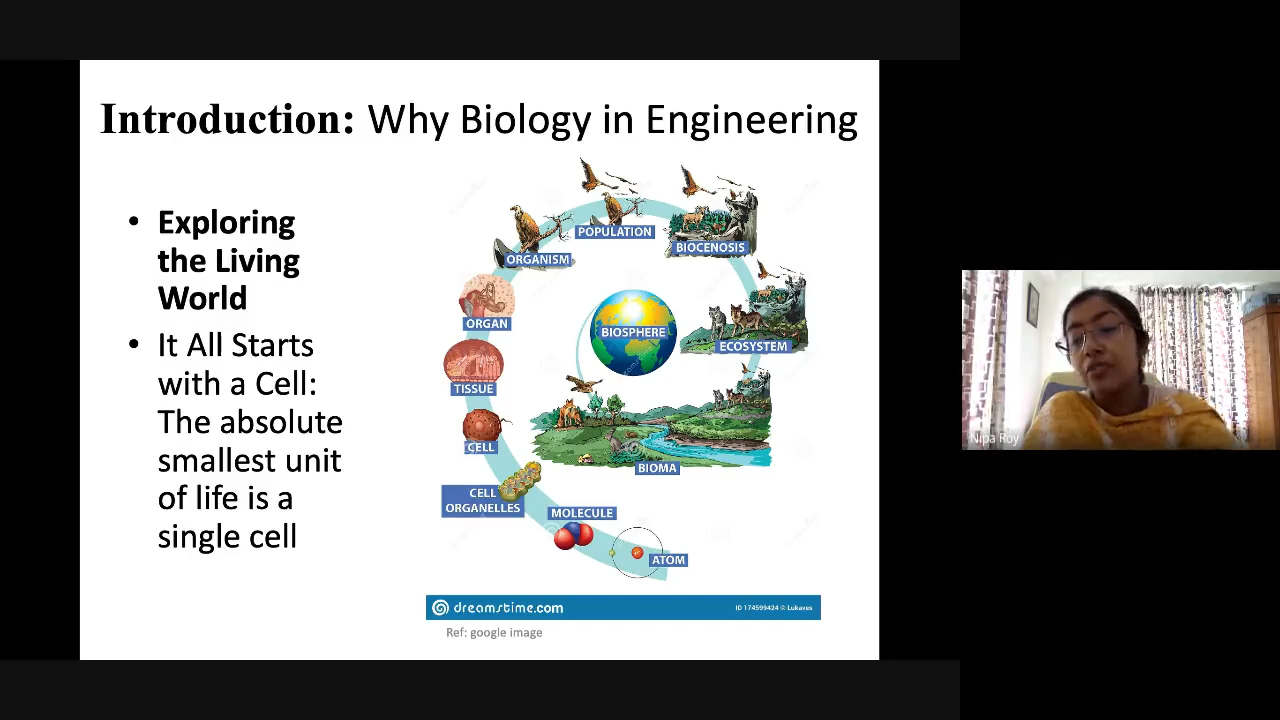 Introduction: Why Biology in Engineering
• Exploring
the Living
World
• It All Starts
with a Cell:
The absolute
smallest unit
of life is a
single cell
POPULATION
BIOCENOSIS
ORGANISM
ORGAN
BIOSPHERE
ECOSYSTEM
TISSUE
CELL
BIOMA
CELL
ORGANELLES
MOLECULE
ATOM
dreamstime.com
ID 174599424 © Lukaves
Ref: google image
Nipa Roy